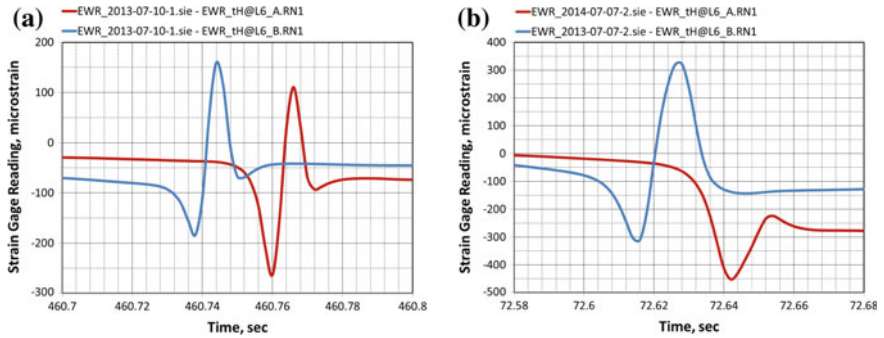 (a)
EWR_2013-07-10-1.sie - EWR_tH@L6_A.RN1
EWR_2013-07-10-1.sie - EWR_tH@L6_B.RN1
Strain Gage Reading, microstrain
200
100
0
-100
-200
-300
460.7 460.72 460.74 460.76 460.78 460.8
Time, sec
(b)
EWR_2014-07-07-2.sie - EWR_tH@L6_A.RN1
EWR_2013-07-07-2.sie - EWR_tH@L6_B.RN1
Strain Gage Reading, microstrain
400
300
200
100
0
-100
-200
-300
-400
-500
72.58 72.6 72.62 72.64 72.66 72.68
Time, sec